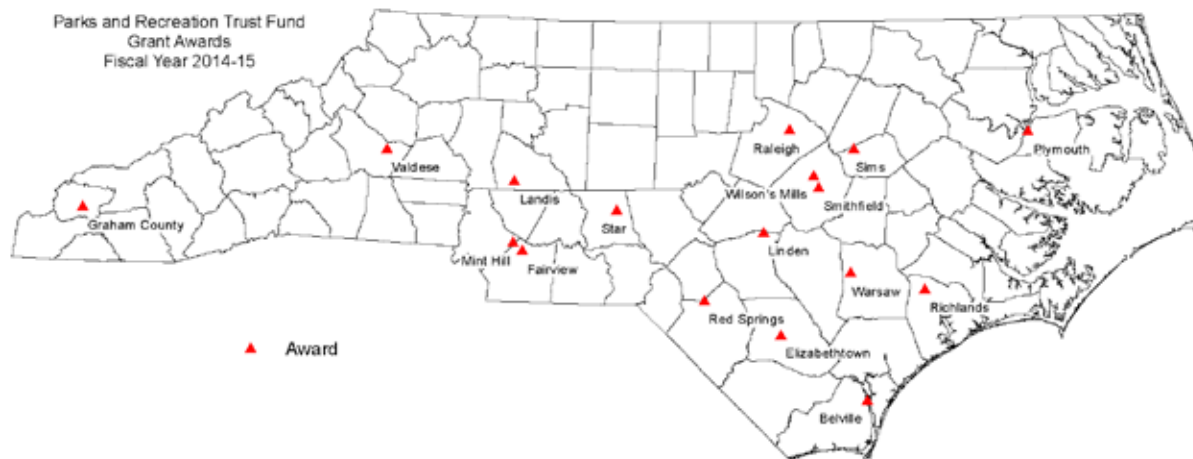 Parks and Recreation Trust Fund
Grant Awards
Fiscal Year 2014-15
Raleigh
Plymouth
Sims
Valdese
Wilson's Mills
Landis
Smithfield
Graham County
Star
Linden
Mint Hill
Fairview
Warsaw
Richlands
Red Springs
Award
Elizabethtown
Belville